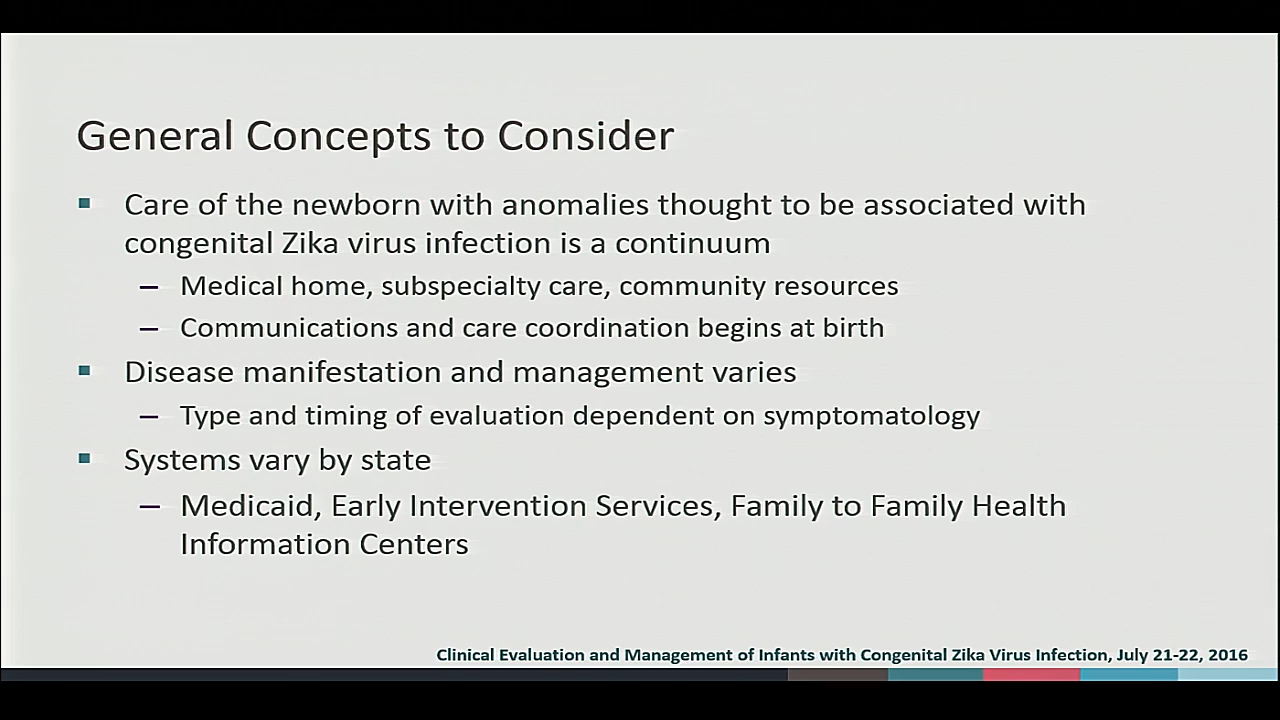 General Concepts to Consider
▪ Care of the newborn with anomalies thought to be associated with
congenital Zika virus infection is a continuum
– Medical home, subspecialty care, community resources
– Communications and care coordination begins at birth
▪ Disease manifestation and management varies
– Type and timing of evaluation dependent on symptomatology
▪ Systems vary by state
– Medicaid, Early Intervention Services, Family to Family Health
Information Centers
Clinical Evaluation and Management of Infants with Congenital Zika Virus Infection, July 21-22, 2016